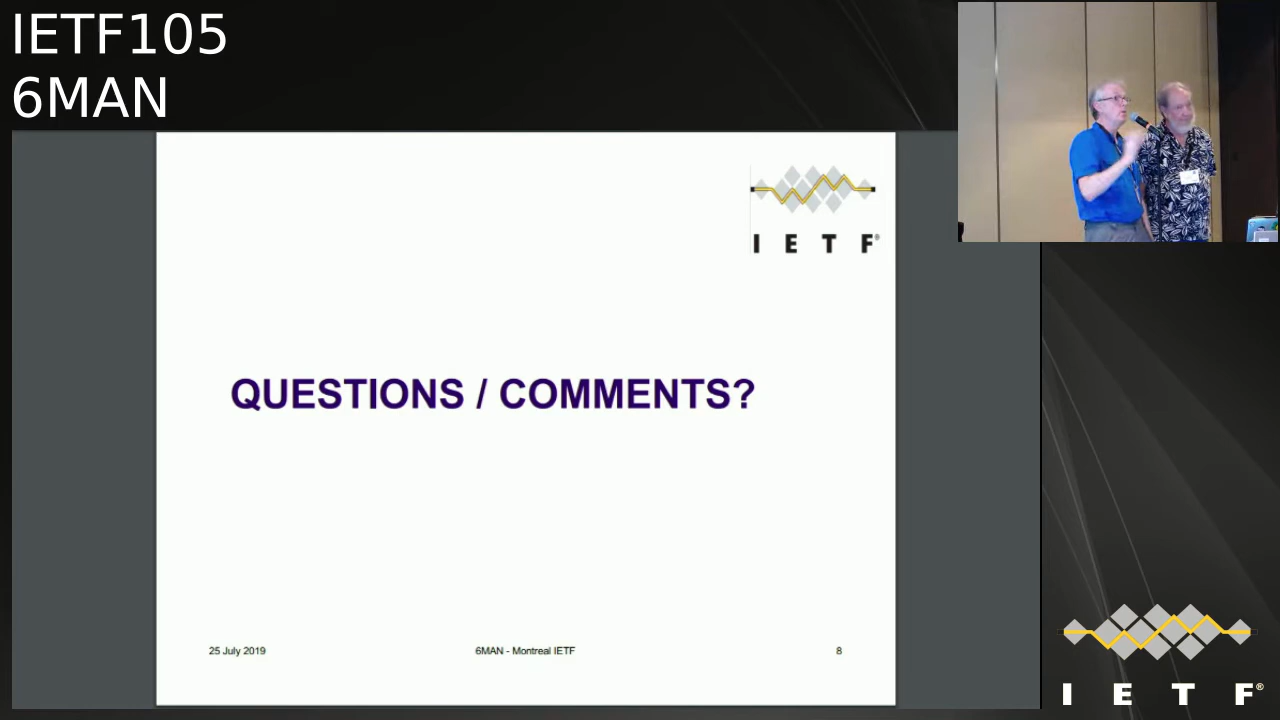 IETF105
6MAN
I E T F®
QUESTIONS / COMMENTS?
25 July 2019
6MAN - Montreal IETF
8
I E T F®